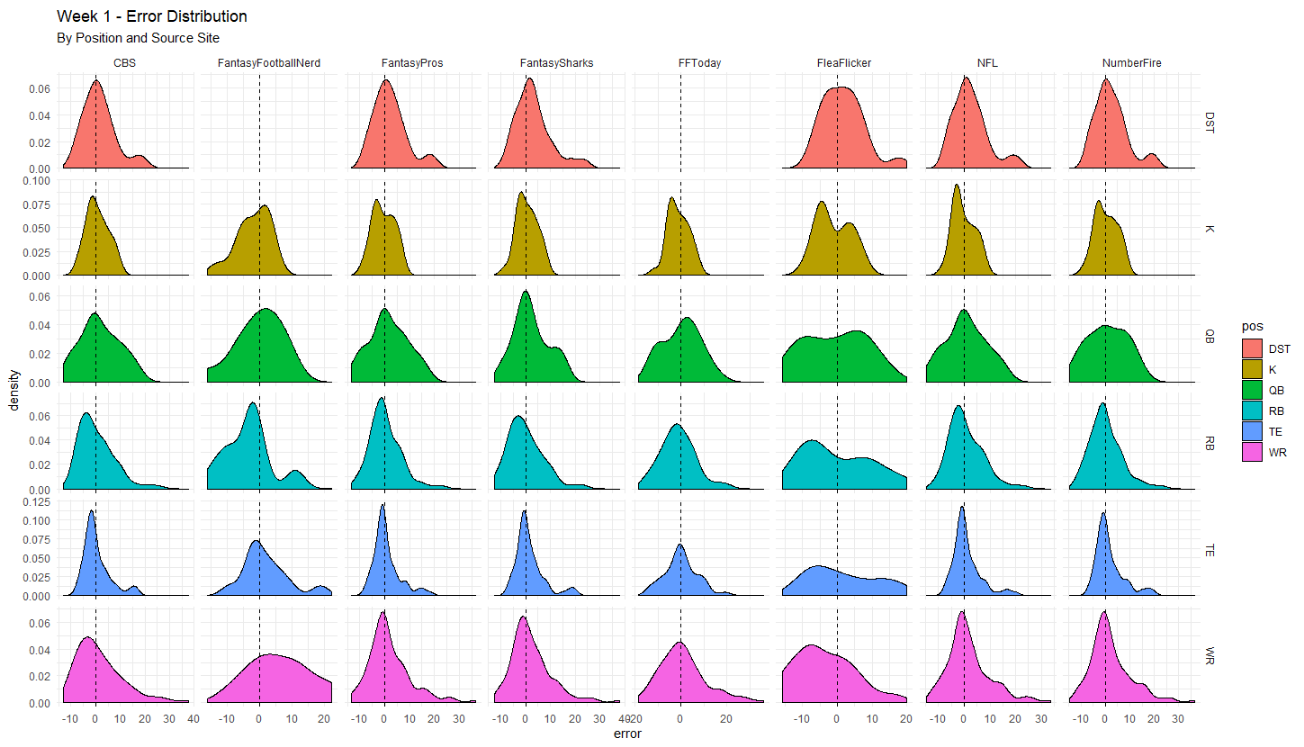 Week 1 - Error Distribution
By Position and Source Site
CBS FantasyFootballNerd FantasyPros FantasySharks FFToday FleaFlicker NFL NumberFire
0.06
0.04
0.02
0.00
DST
0.100
0.075
0.050
0.025
0.000
K
0.06
0.04
0.02
0.00
QB
density
0.06
0.04
0.02
0.00
RB
0.125
0.100
0.075
0.050
0.025
0.000
TE
0.06
0.04
0.02
0.00
WR
-10 0 10 20 30 40 -10 0 10 20 -10 0 10 20 30 -10 0 10 20 30 40 -20 0 20 -10 0 10 20 -10 0 10 20 30 -10 0 10 20 30
error
pos
DST
K
QB
RB
TE
WR